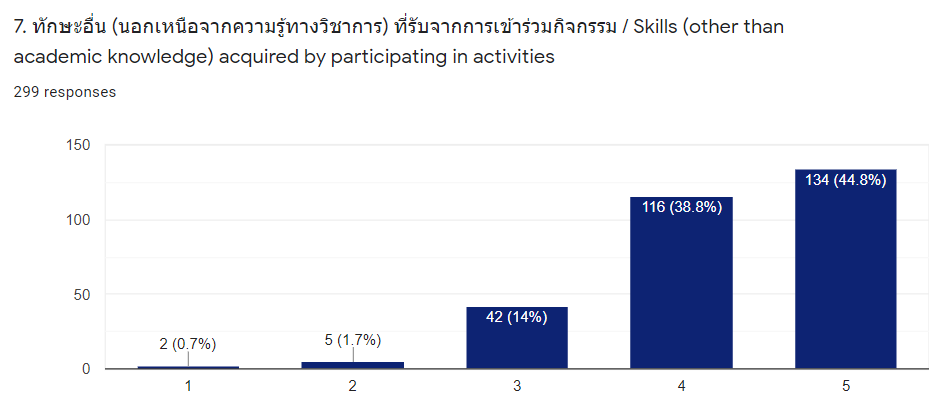 7. ทักษะอื่น (นอกเหนือจากความรู้ทางวิชาการ) ที่รับจากการเข้าร่วมกิจกรรม / Skills (other than
academic knowledge) acquired by participating in activities
299 responses
150
100
50
0
2 (0.7%)
5 (1.7%)
42 (14%)
116 (38.8%)
134 (44.8%)
1 2 3 4 5